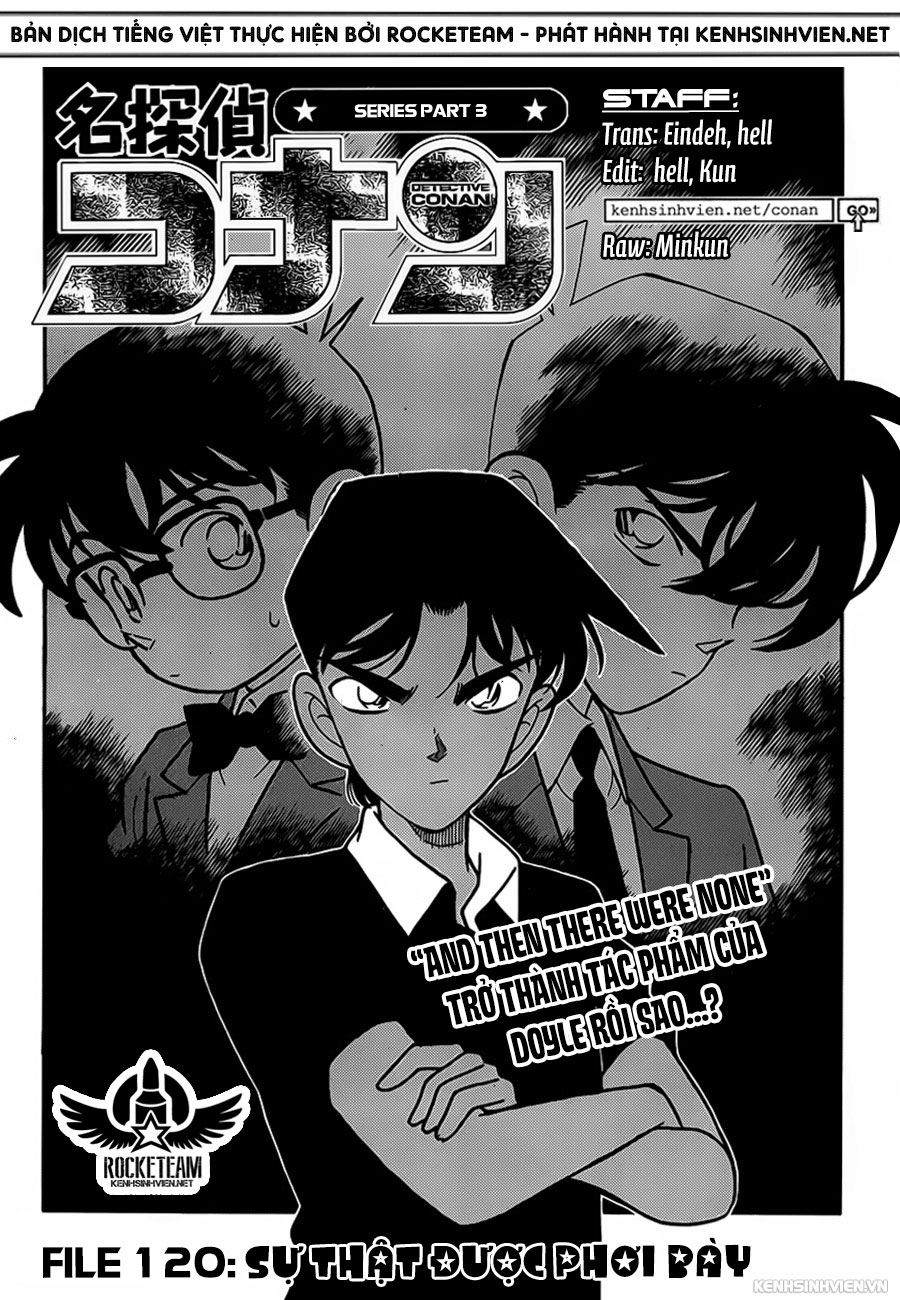 BẢN DỊCH TIẾNG VIỆT THỰC HIỆN BỞI ROCKETEAM - PHÁT HÀNH TẠI KENHSINHVIEN.NET
名探偵
SERIES PART 3
コナン
DETECTIVE
CONAN
STAFF:
Trans: Eindeh, hell
Edit: hell, Kun
kenhsinhvien.net/conan
GO»
Raw: Minkun
“AND THEN THERE WERE NONE”
TRỞ THÀNH TÁC PHẨM CỦA
DOYLE RỒI SAO...?
ROCKETEAM
KENHSINHVIEN.NET
FILE 120: SỰ THẬT ĐƯỢC PHƠI BÀY
KENHSINHVIEN.VN